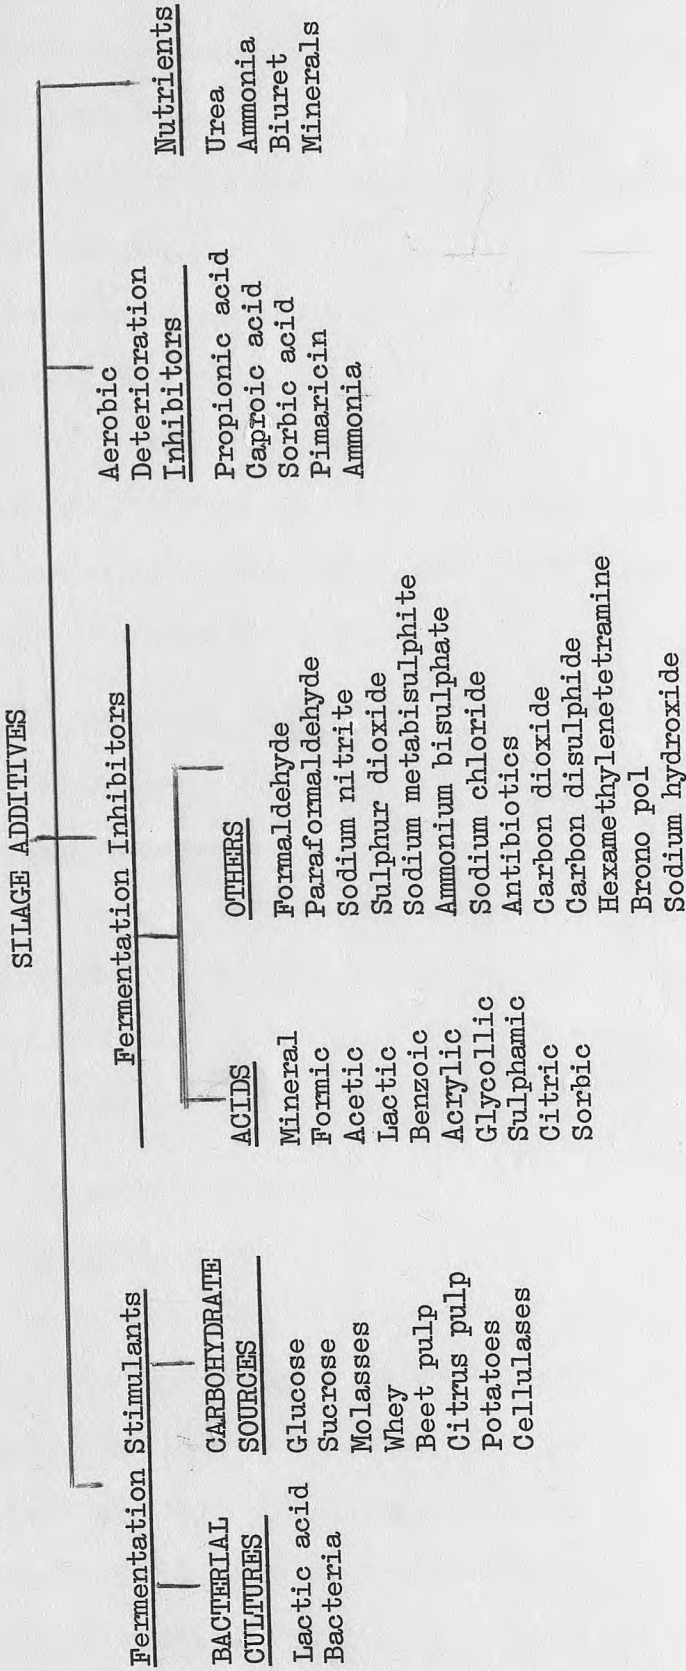 SILAGE ADDITIVES
Fermentation Stimulants
BACTERIAL
CULTURES
Lactic acid
Bacteria
CARBOHYDRATE
SOURCES
Glucose
Sucrose
Molasses
Whey
Beet pulp
Citrus pulp
Potatoes
Cellulases
Fermentation Inhibitors
ACIDS
Mineral
Formic
Acetic
Lactic
Benzoic
Acrylic
Glycollic
Sulphamic
Citric
Sorbic
OTHERS
Formaldehyde
Paraformaldehyde
Sodium nitrite
Sulphur dioxide
Sodium metabisulphite
Ammonium bisulphate
Sodium chloride
Antibiotics
Carbon dioxide
Carbon disulphide
Hexamethylenetetramine
Brono pol
Sodium hydroxide
Aerobic
Deterioration
Inhibitors
Propionic acid
Caproic acid
Sorbic acid
Pimaricin
Ammonia
Nutrients
Urea
Ammonia
Biuret
Minerals